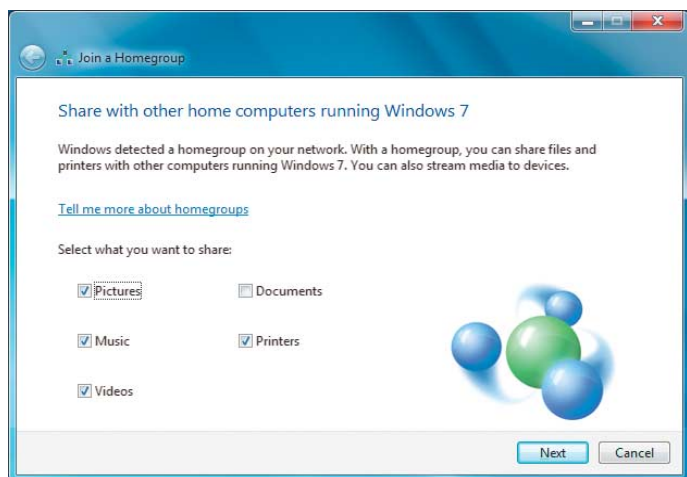 Join a Homegroup
Share with other home computers running Windows 7
Windows detected a homegroup on your network. With a homegroup, you can share files and
printers with other computers running Windows 7. You can also stream media to devices.
Tell me more about homegroups
Select what you want to share:
Pictures
Documents
Music
Printers
Videos
Next
Cancel